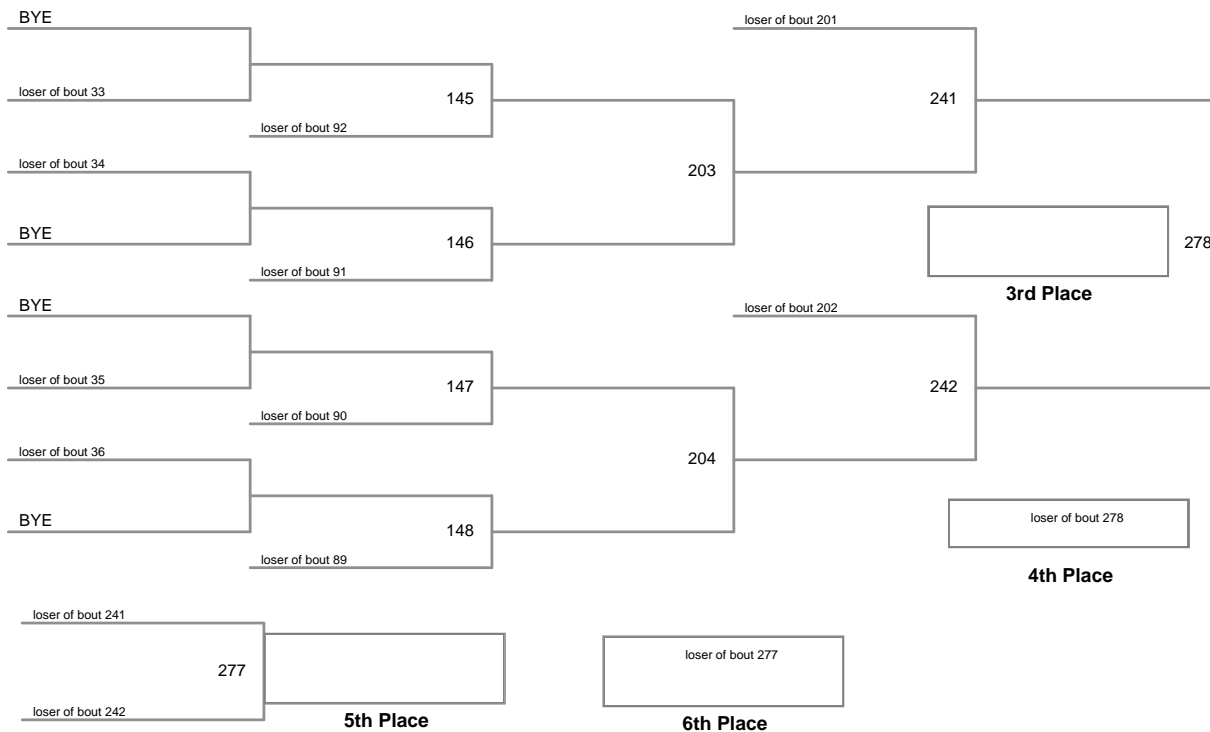 BYE
loser of bout 201
loser of bout 33
145
241
loser of bout 92
loser of bout 34
203
BYE
146
278
loser of bout 91
3rd Place
BYE
loser of bout 202
loser of bout 35
147
242
loser of bout 90
loser of bout 36
204
BYE
148
loser of bout 278
loser of bout 89
4th Place
loser of bout 241
277
loser of bout 277
loser of bout 242
5th Place
6th Place